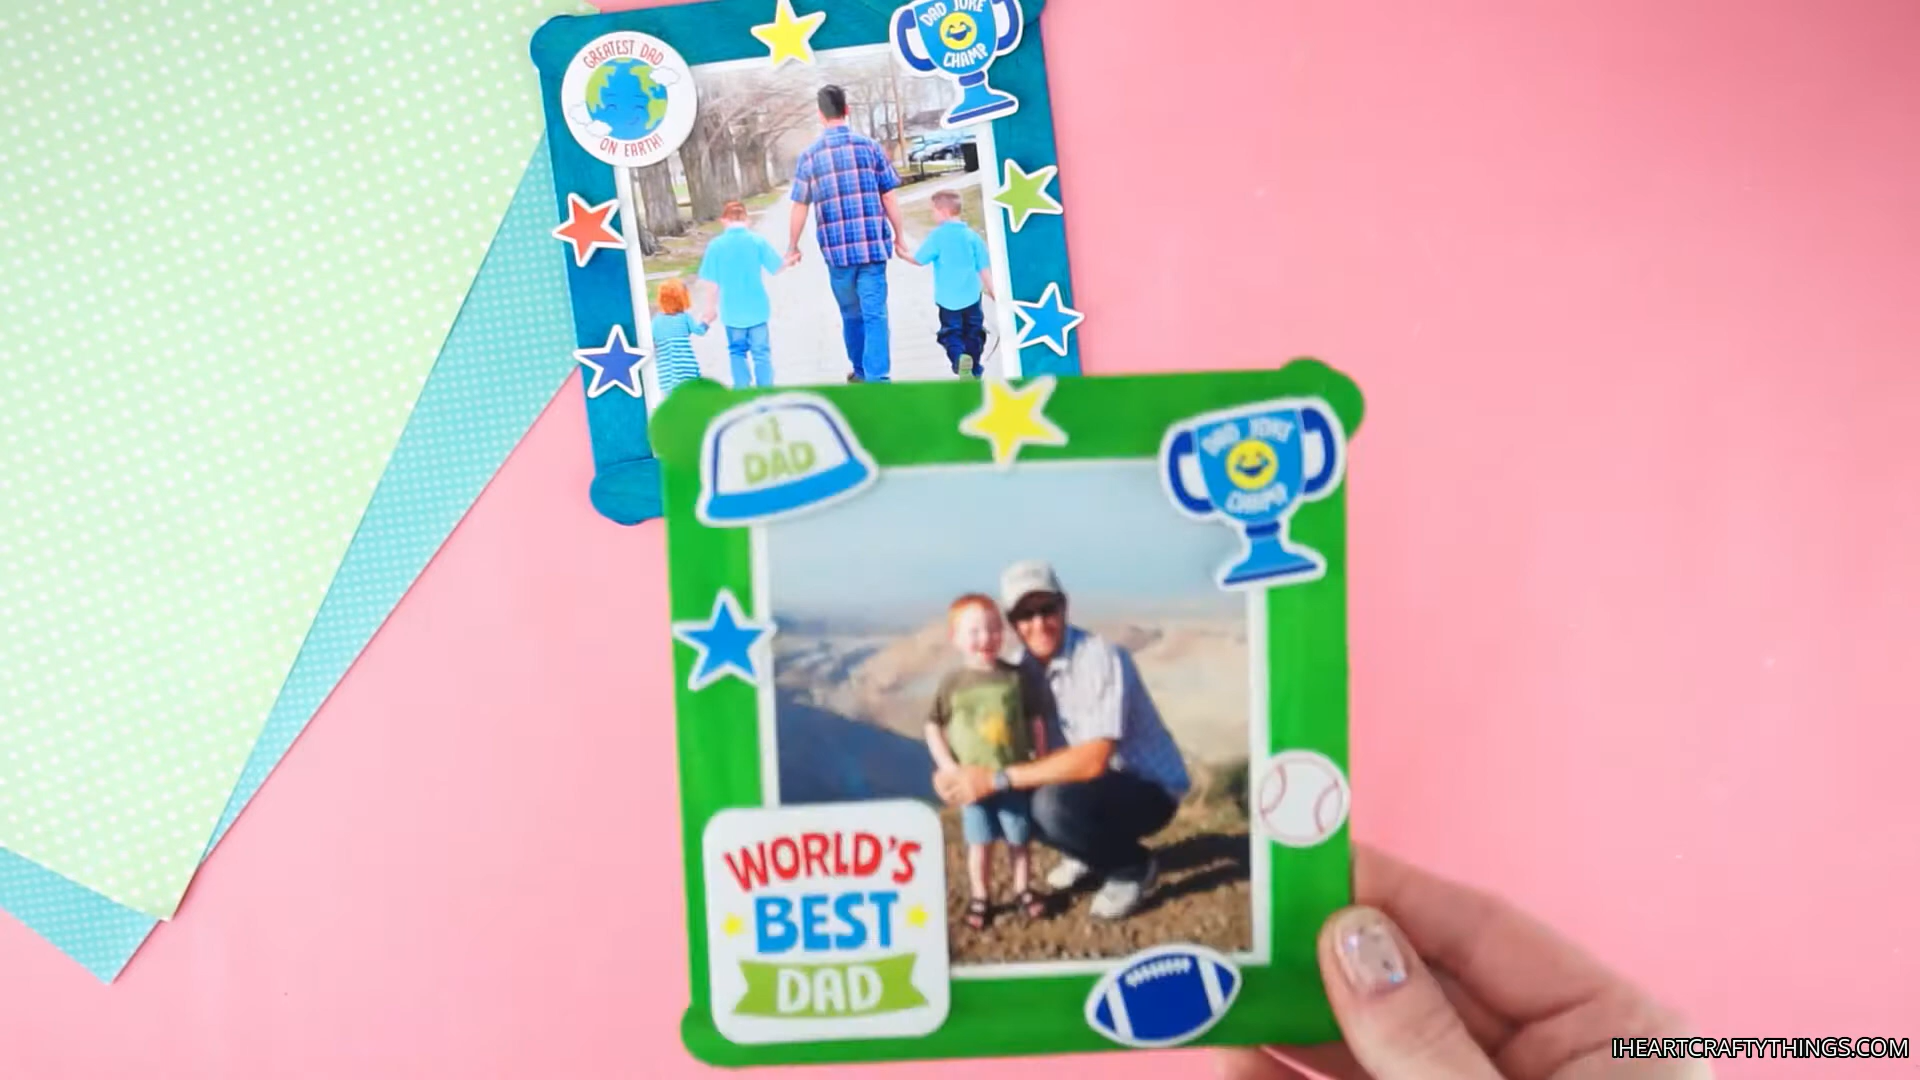 GREATEST DAD
ON EARTH!
DAD JOKE
CHAMP
#1
DAD
DAD JOKE
CHAMP
WORLD'S
BEST
DAD
IHEARTCRAFTYTHINGS.COM